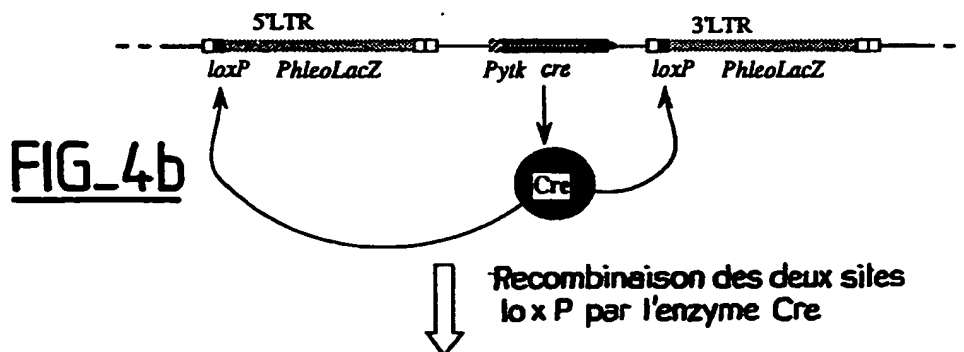 5'LTR 3'LTR
loxP PhleoLacZ Pytk cre loxP PhleoLacZ
FIG_4b
Cre
Recombinaison des deux sites
lox P par l'enzyme Cre